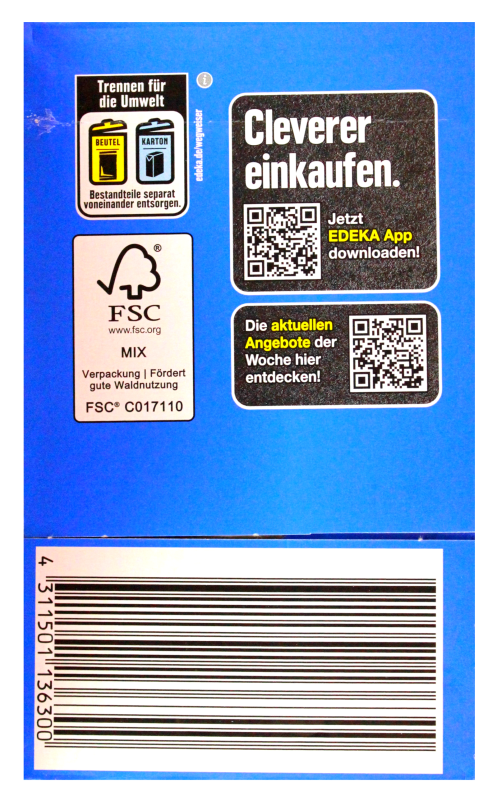 Trennen für
die Umwelt
BEUTEL
KARTON
Bestandteile separat
voneinander entsorgen.
i
edeka.de/wegweiser
Cleverer
einkaufen.
Jetzt
EDEKA App
downloaden!
®
FSC
www.fsc.org
MIX
Verpackung | Fördert
gute Waldnutzung
FSC® C017110
Die aktuellen
Angebote der
Woche hier
entdecken!
4 311501 136300